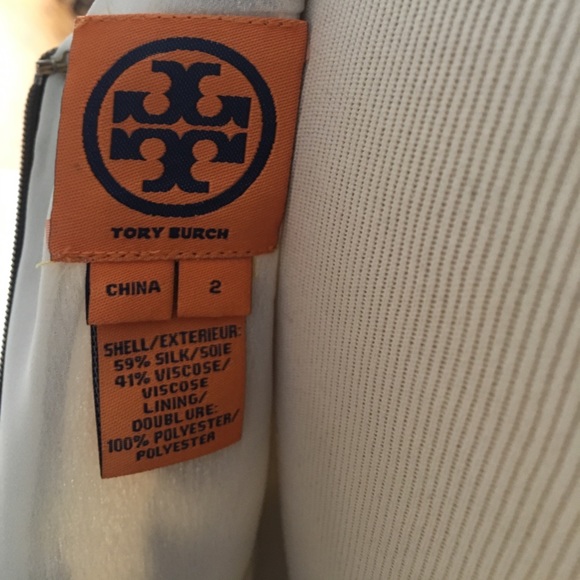 TORY BURCH
CHINA
2
SHELL/EXTERIEUR:
59% SILK/SOIE
41% VISCOSE/
VISCOSE
LINING/
DOUBLURE:
100% POLYESTER/
POLYESTER